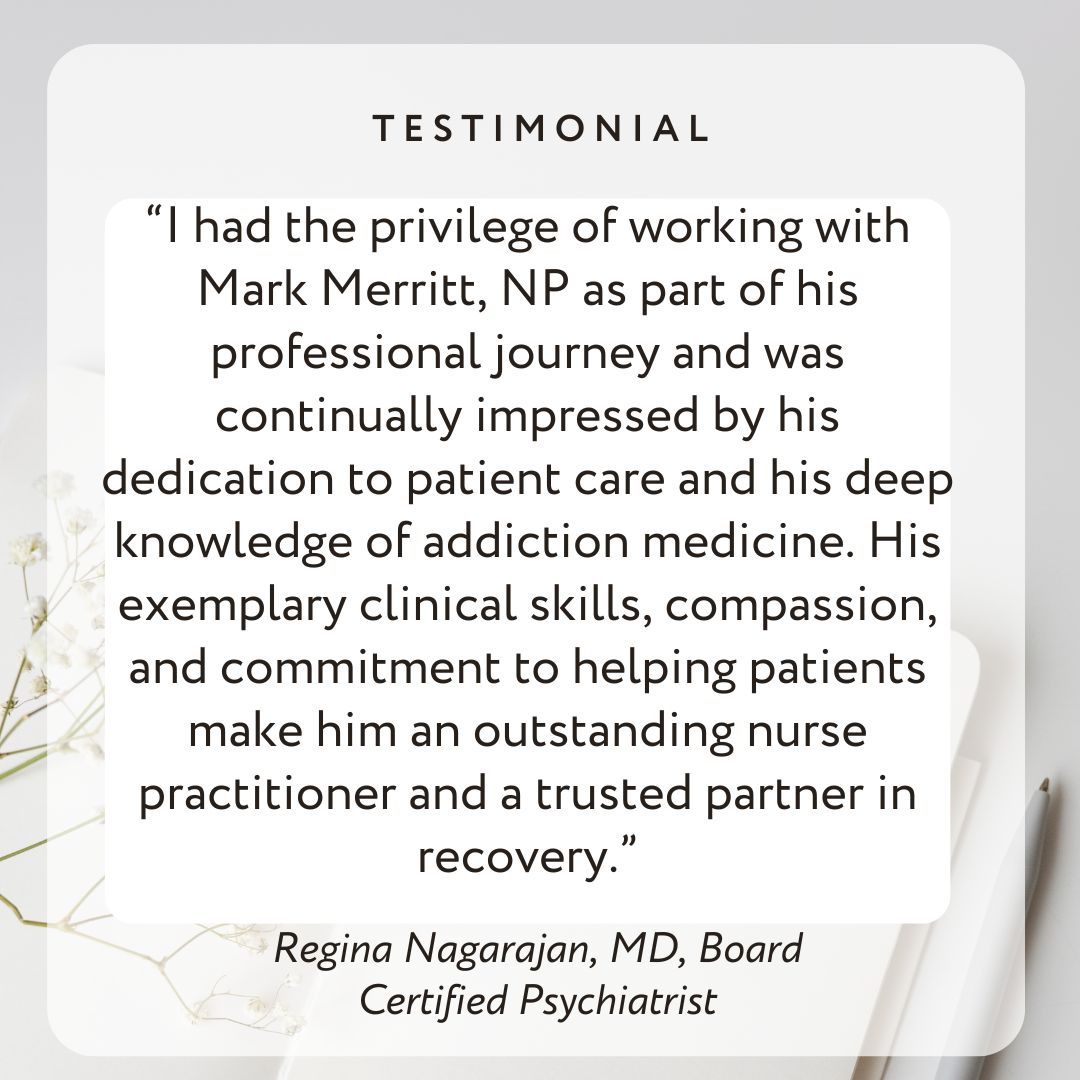 TESTIMONIAL
“I had the privilege of working with
Mark Merritt, NP as part of his
professional journey and was
continually impressed by his
dedication to patient care and his deep
knowledge of addiction medicine. His
exemplary clinical skills, compassion,
and commitment to helping patients
make him an outstanding nurse
practitioner and a trusted partner in
recovery.”
Regina Nagarajan, MD, Board
Certified Psychiatrist